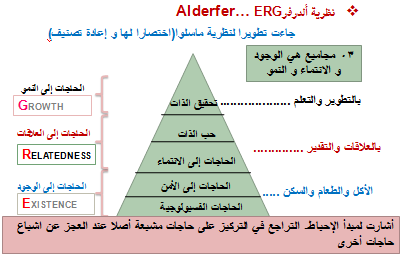 ❖ نظرية ألدرفر Alderfer… ERG
جاءت تطويرا لنظرية ماسلو(اختصارا لها و إعادة تصنيف)
٠٣ مجاميع هي الوجود
و الانتماء و النمو
الحاجات إلى النمو
GROWTH
تحقيق الذات
بالتطوير والتعلم ....................
الحاجات إلى العلاقات
RELATEDNESS
حب الذات
الحاجات إلى الانتماء
بالعلاقات والتقدير ..............
الحاجات إلى الوجود
EXISTENCE
الحاجات إلى الأمن
الحاجات الفسيولوجية
الأكل والطعام والسكن .....
أشارت لمبدأ الإحباط. التراجع في التركيز على حاجات مشبعة أصلا عند العجز عن اشباع
حاجات أخرى